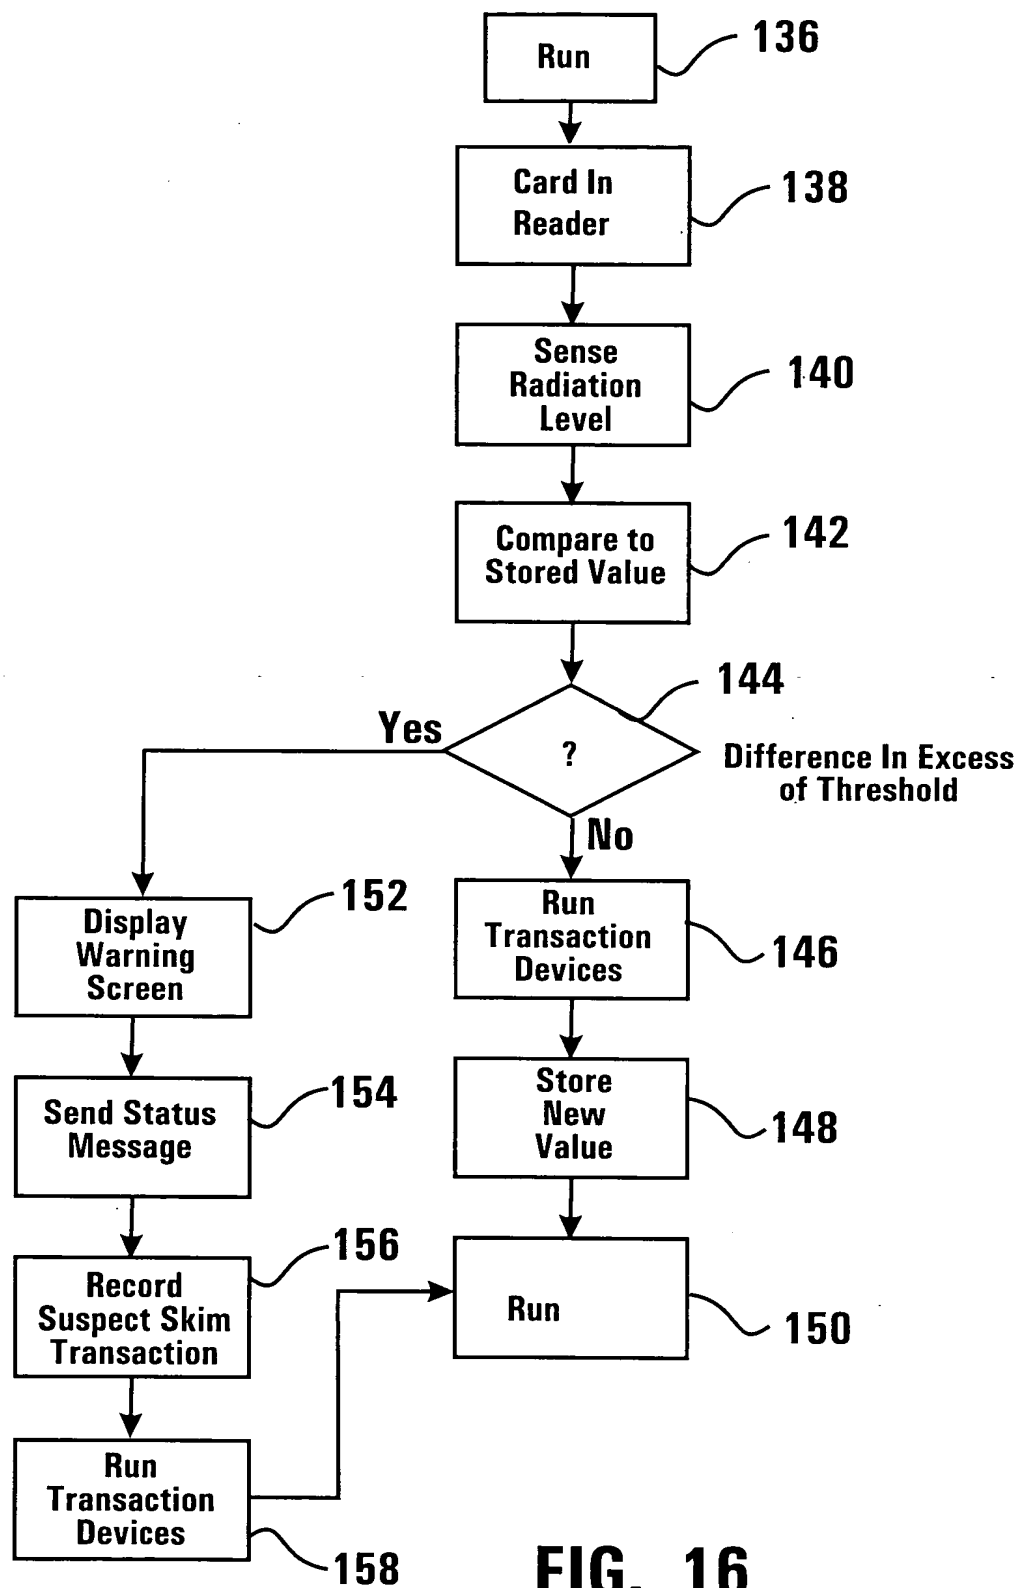 Run
136
Card In
Reader
138
Sense
Radiation
Level
140
Compare to
Stored Value
142
144
Yes
?
Difference In Excess
of Threshold
No
Display
Warning
Screen
152
Run
Transaction
Devices
146
Send Status
Message
154
Store
New
Value
148
Record
Suspect Skim
Transaction
156
Run
150
Run
Transaction
Devices
158
FIG. 16